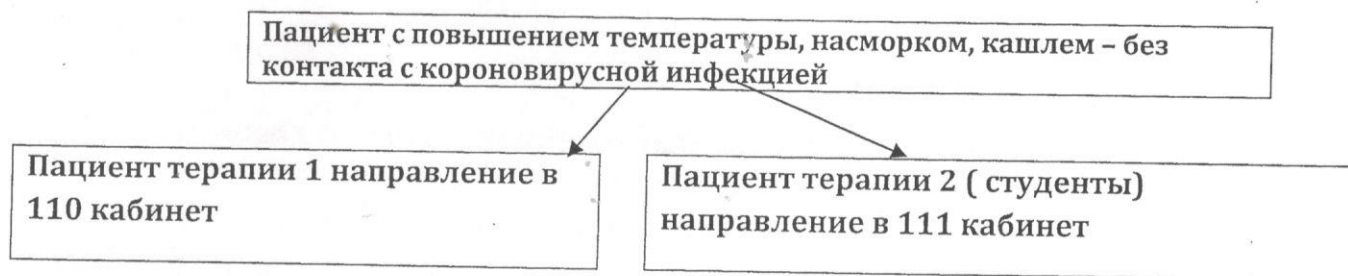 Пациент с повышением температуры, насморком, кашлем – без
контакта с короновирусной инфекцией
Пациент терапии 1 направление в
110 кабинет
Пациент терапии 2 ( студенты)
направление в 111 кабинет